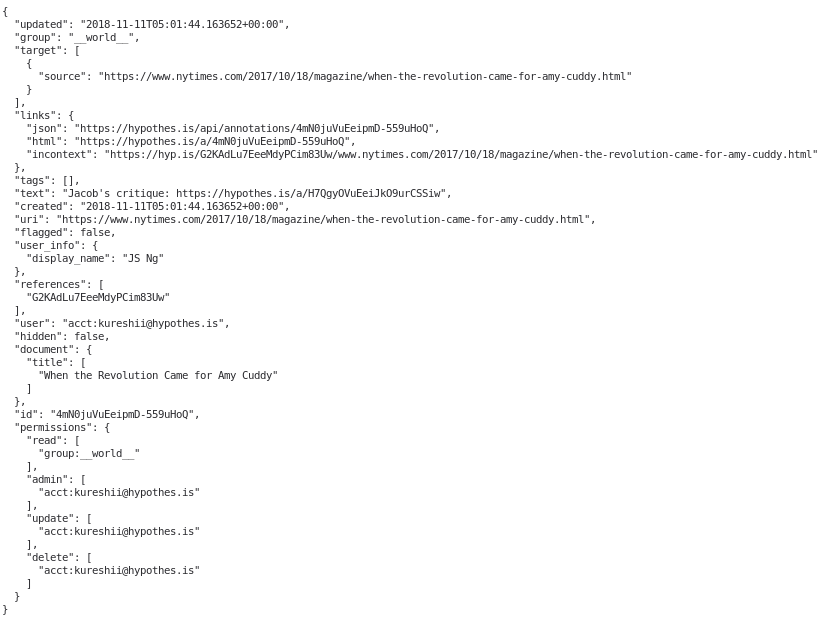 {
"updated": "2018-11-11T05:01:44.163652+00:00",
"group": "__world__",
"target": [
{
"source": "https://www.nytimes.com/2017/10/18/magazine/when-the-revolution-came-for-amy-cuddy.html"
}
],
"links": {
"json": "https://hypothes.is/api/annotations/4mN0juVuEeipmD-559uHoQ",
"html": "https://hypothes.is/a/4mN0juVuEeipmD-559uHoQ",
"incontext": "https://hyp.is/G2KAdLu7EeeMdyPCim83Uw/www.nytimes.com/2017/10/18/magazine/when-the-revolution-came-for-amy-cuddy.html"
},
"tags": [],
"text": "Jacob's critique: https://hypothes.is/a/H7QgyOVuEeiJkO9urCSSiw",
"created": "2018-11-11T05:01:44.163652+00:00",
"uri": "https://www.nytimes.com/2017/10/18/magazine/when-the-revolution-came-for-amy-cuddy.html",
"flagged": false,
"user_info": {
"display_name": "JS Ng"
},
"references": [
"G2KAdLu7EeeMdyPCim83Uw"
],
"user": "acct:kureshii@hypothes.is",
"hidden": false,
"document": {
"title": [
"When the Revolution Came for Amy Cuddy"
]
},
"id": "4mN0juVuEeipmD-559uHoQ",
"permissions": {
"read": [
"group:__world__"
],
"admin": [
"acct:kureshii@hypothes.is"
],
"update": [
"acct:kureshii@hypothes.is"
],
"delete": [
"acct:kureshii@hypothes.is"
]
}
}